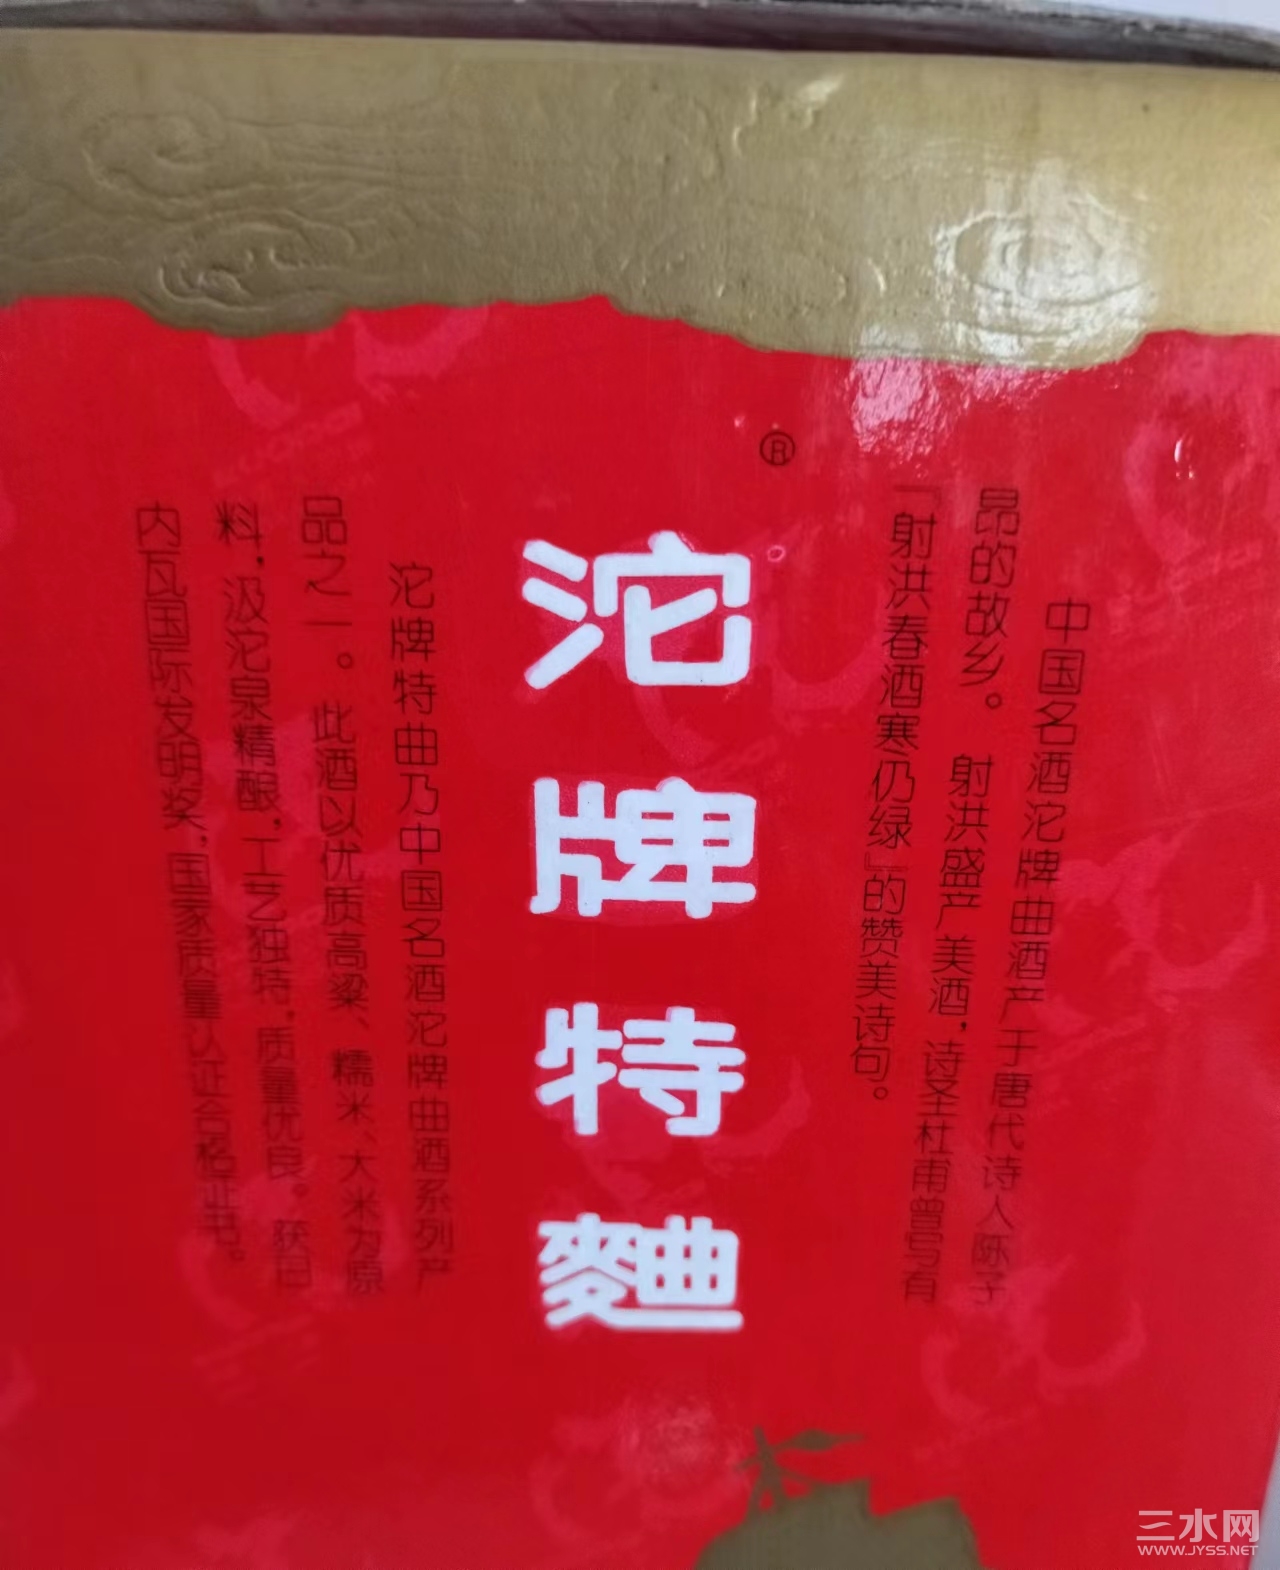 中国名酒沱牌曲酒产于唐代诗人陈子
昂的故乡。射洪盛产美酒，诗圣杜甫曾写有
『射洪春酒寒仍绿』的赞美诗句。
®
沱牌特麯
沱牌特曲乃中国名酒沱牌曲酒系列产
品之一。此酒以优质高粱、糯米、大米为原
料，汲沱泉精酿，工艺独特，质量优良。获日
内瓦国际发明奖，国家质量认证合格证书。
三水网
WWW.JYSS.NET